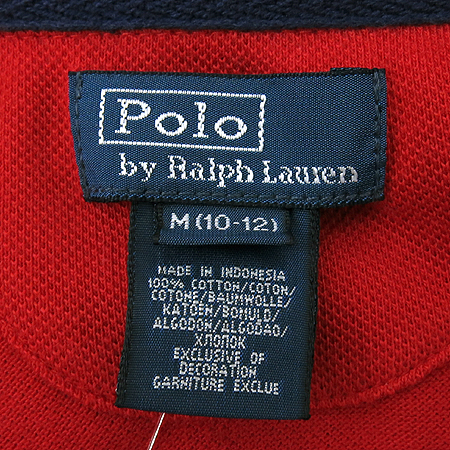 Polo
by Ralph Lauren
M (10-12)
MADE IN INDONESIA
100% COTTON/COTON/
COTONE/BAUMWOLLE/
KATOEN/BOMULD/
ALGODON/ALGODAO/
ХЛОПОК
EXCLUSIVE OF
DECORATION
GARNITURE EXCLUE